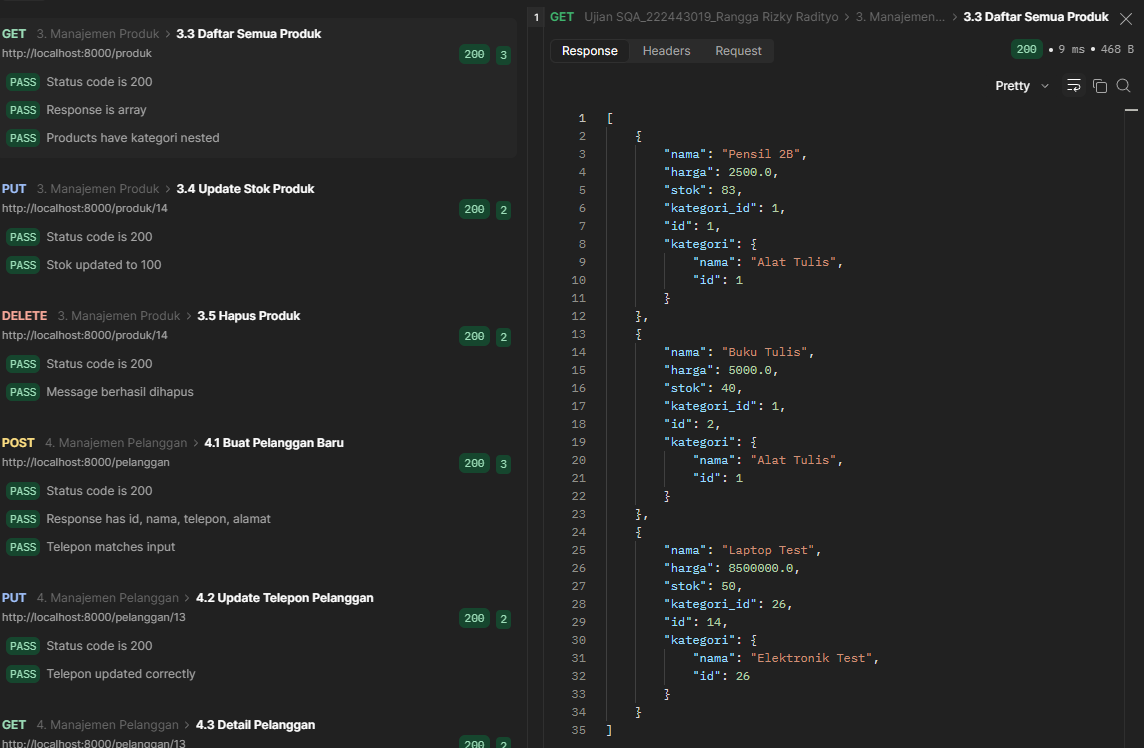 GET 3. Manajemen Produk > 3.3 Daftar Semua Produk
http://localhost:8000/produk 200 3
PASS Status code is 200
PASS Response is array
PASS Products have kategori nested
PUT 3. Manajemen Produk > 3.4 Update Stok Produk
http://localhost:8000/produk/14 200 2
PASS Status code is 200
PASS Stok updated to 100
DELETE 3. Manajemen Produk > 3.5 Hapus Produk
http://localhost:8000/produk/14 200 2
PASS Status code is 200
PASS Message berhasil dihapus
POST 4. Manajemen Pelanggan > 4.1 Buat Pelanggan Baru
http://localhost:8000/pelanggan 200 3
PASS Status code is 200
PASS Response has id, nama, telepon, alamat
PASS Telepon matches input
PUT 4. Manajemen Pelanggan > 4.2 Update Telepon Pelanggan
http://localhost:8000/pelanggan/13 200 2
PASS Status code is 200
PASS Telepon updated correctly
GET 4. Manajemen Pelanggan > 4.3 Detail Pelanggan
http://localhost:8000/pelanggan/13 200 2
1 GET Ujian SQA_222443019_Rangga Rizky Radityo > 3. Manajemen... > 3.3 Daftar Semua Produk
Response Headers Request 200 • 9 ms • 468 B
Pretty
1 [
2 {
3 "nama": "Pensil 2B",
4 "harga": 2500.0,
5 "stok": 83,
6 "kategori_id": 1,
7 "id": 1,
8 "kategori": {
9 "nama": "Alat Tulis",
10 "id": 1
11 }
12 },
13 {
14 "nama": "Buku Tulis",
15 "harga": 5000.0,
16 "stok": 40,
17 "kategori_id": 1,
18 "id": 2,
19 "kategori": {
20 "nama": "Alat Tulis",
21 "id": 1
22 }
23 },
24 {
25 "nama": "Laptop Test",
26 "harga": 8500000.0,
27 "stok": 50,
28 "kategori_id": 26,
29 "id": 14,
30 "kategori": {
31 "nama": "Elektronik Test",
32 "id": 26
33 }
34 }
35 ]